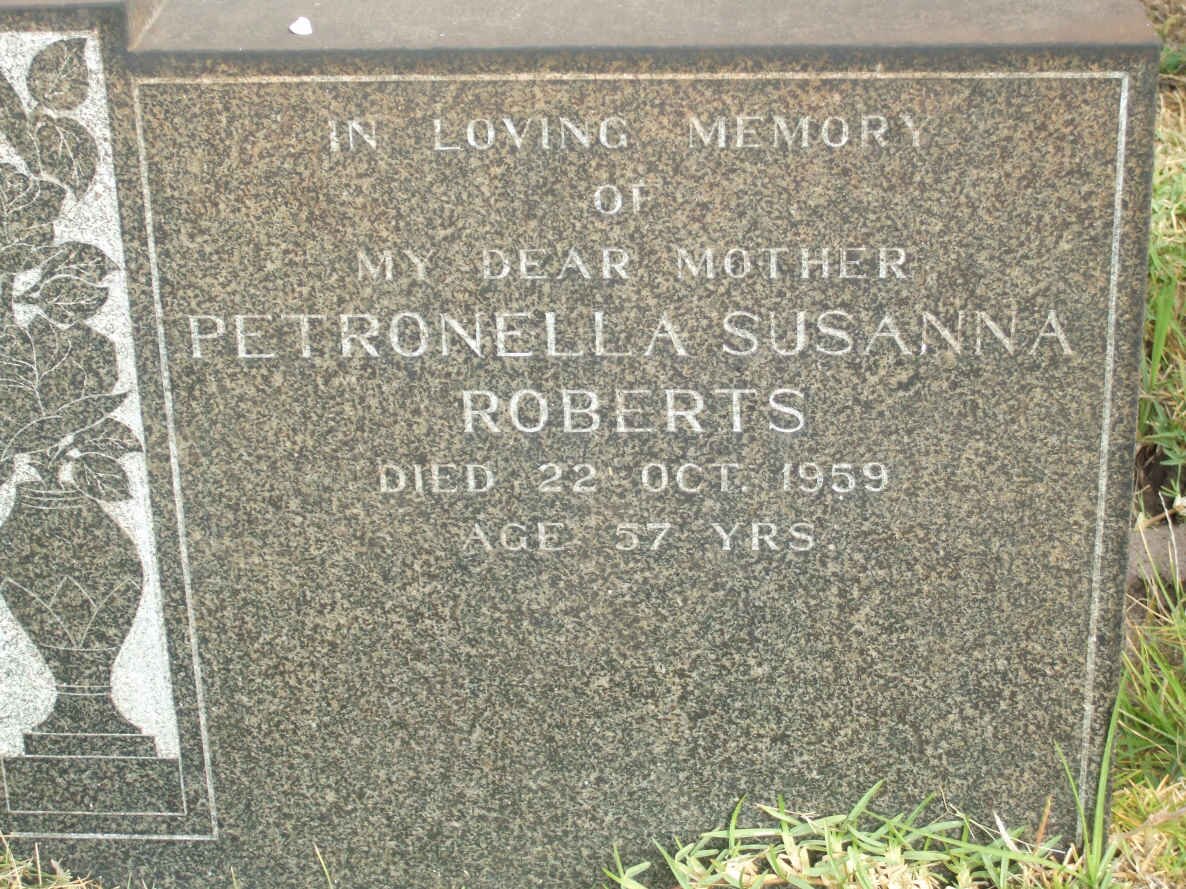 IN LOVING MEMORY
OF
MY DEAR MOTHER
PETRONELLA SUSANNA
ROBERTS
DIED 22 OCT. 1959
AGE 57 YRS.